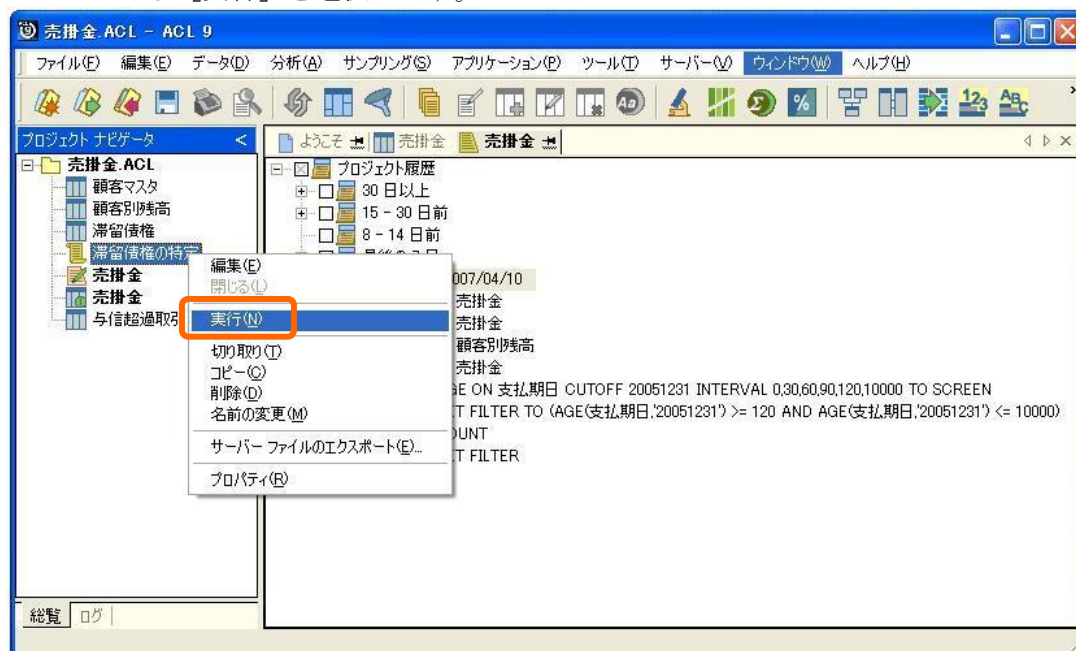 売掛金.ACL - ACL 9
ファイル(F) 編集(E) データ(D) 分析(A) サンプリング(S) アプリケーション(P) ツール(T) サーバー(V) ウィンドウ(W) ヘルプ(H)
プロジェクト ナビゲータ <
売掛金.ACL
顧客マスタ
顧客別残高
滞留債権
滞留債権の特定
売掛金
売掛金
与信超過取引
総覧 ログ
ようこそ 売掛金 売掛金
プロジェクト履歴
30 日以上
15 - 30 日前
8 - 14 日前
007/04/10
売掛金
売掛金
顧客別残高
売掛金
GE ON 支払期日 CUTOFF 20051231 INTERVAL 0,30,60,90,120,10000 TO SCREEN
T FILTER TO (AGE(支払期日,'20051231') >= 120 AND AGE(支払期日,'20051231') <= 10000)
OUNT
T FILTER
編集(E)
閉じる(L)
実行(N)
切り取り(T)
コピー(C)
削除(D)
名前の変更(M)
サーバー ファイルのエクスポート(E)...
プロパティ(R)